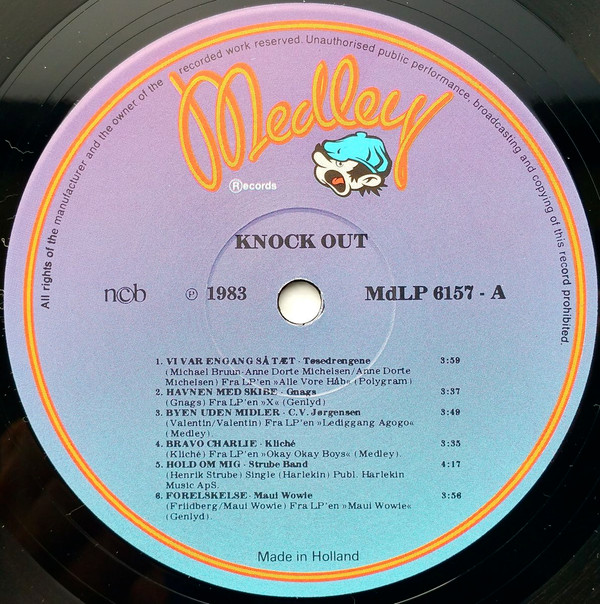 All rights of the manufacturer and the owner of the recorded work reserved. Unauthorised public performance, broadcasting and copying of this record prohibited.
Medley
Ⓡecords
KNOCK OUT
ncb
℗ 1983
MdLP 6157 - A
1. VI VAR ENGANG SÅ TÆT - Tøsedrengene 3:59
(Michael Bruun-Anne Dorte Michelsen/Anne Dorte
Michelsen) Fra LP'en »Alle Vore Håb« (Polygram)
2. HAVNEN MED SKIBE - Gnags 3:37
(Gnags) Fra LP'en »X« (Genlyd)
3. BYEN UDEN MIDLER - C.V. Jørgensen 3:49
(Valentin/Valentin) Fra LP'en »Lediggang Agogo«
(Medley).
4. BRAVO CHARLIE - Kliché 3:35
(Kliché) Fra LP'en »Okay Okay Boys« (Medley).
5. HOLD OM MIG - Strube Band 4:17
(Henrik Strube) Single (Harlekin) Publ. Harlekin
Music ApS.
6. FORELSKELSE - Maui Wowie 3:56
(Friidberg/Maui Wowie) Fra LP'en »Maui Wowie«
(Genlyd).
Made in Holland